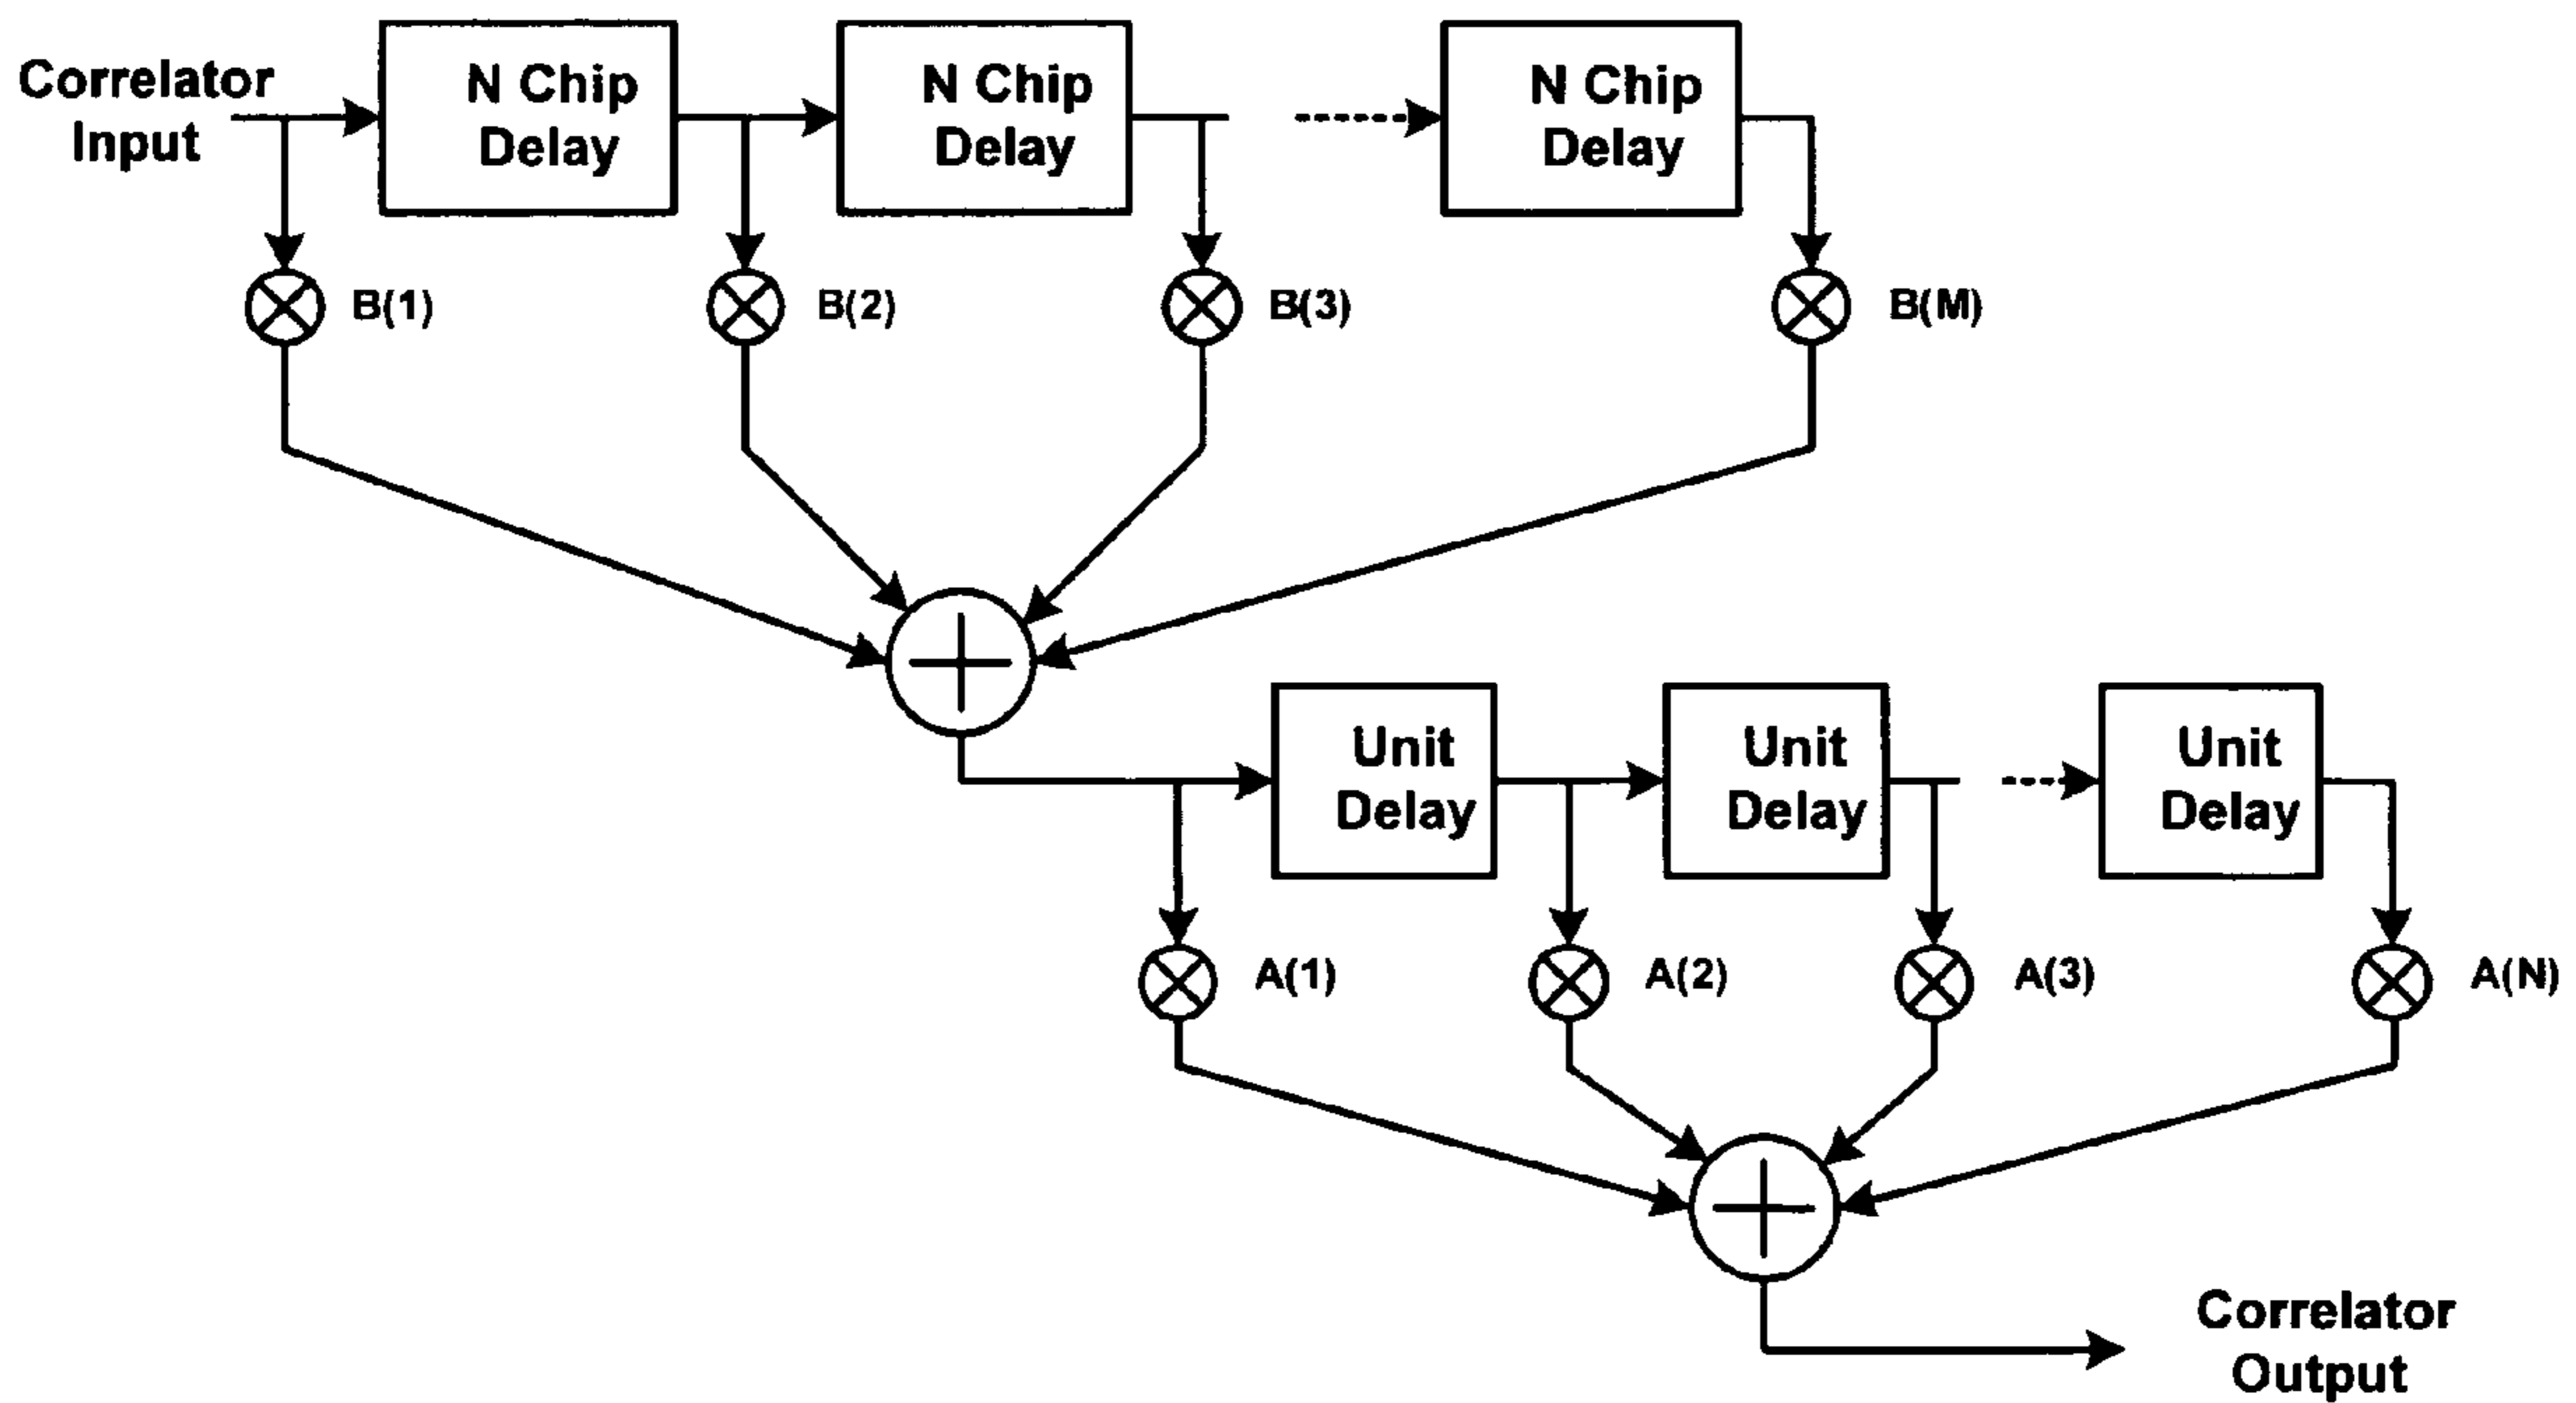 Correlator
Input
N Chip
Delay
N Chip
Delay
N Chip
Delay
B(1)
B(2)
B(3)
B(M)
Unit
Delay
Unit
Delay
Unit
Delay
A(1)
A(2)
A(3)
A(N)
Correlator
Output